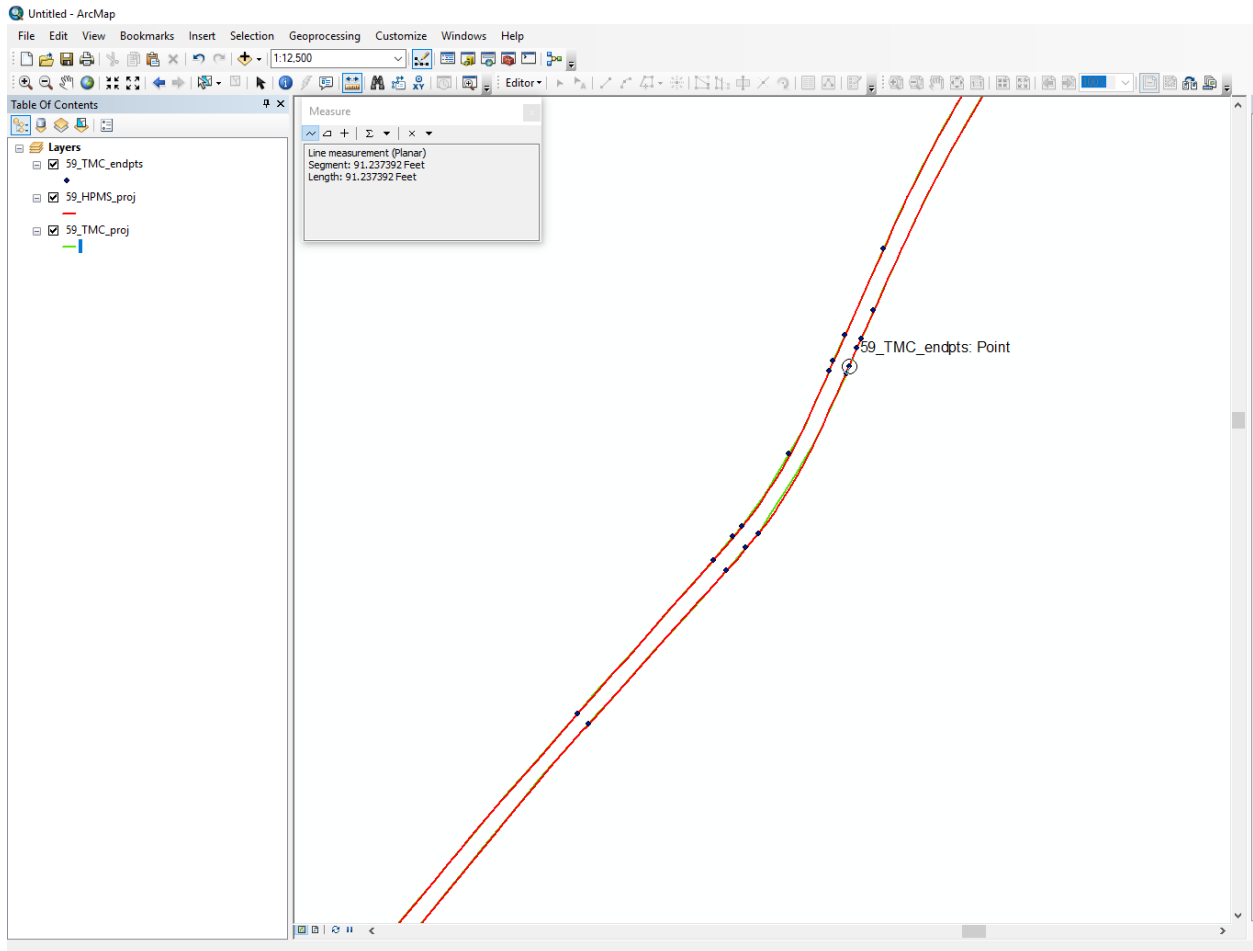 Untitled - ArcMap
File Edit View Bookmarks Insert Selection Geoprocessing Customize Windows Help
1:12,500
Editor
Table Of Contents
Layers
59_TMC_endpts
59_HPMS_proj
59_TMC_proj
Measure
Line measurement (Planar)
Segment: 91.237392 Feet
Length: 91.237392 Feet
59_TMC_endpts: Point